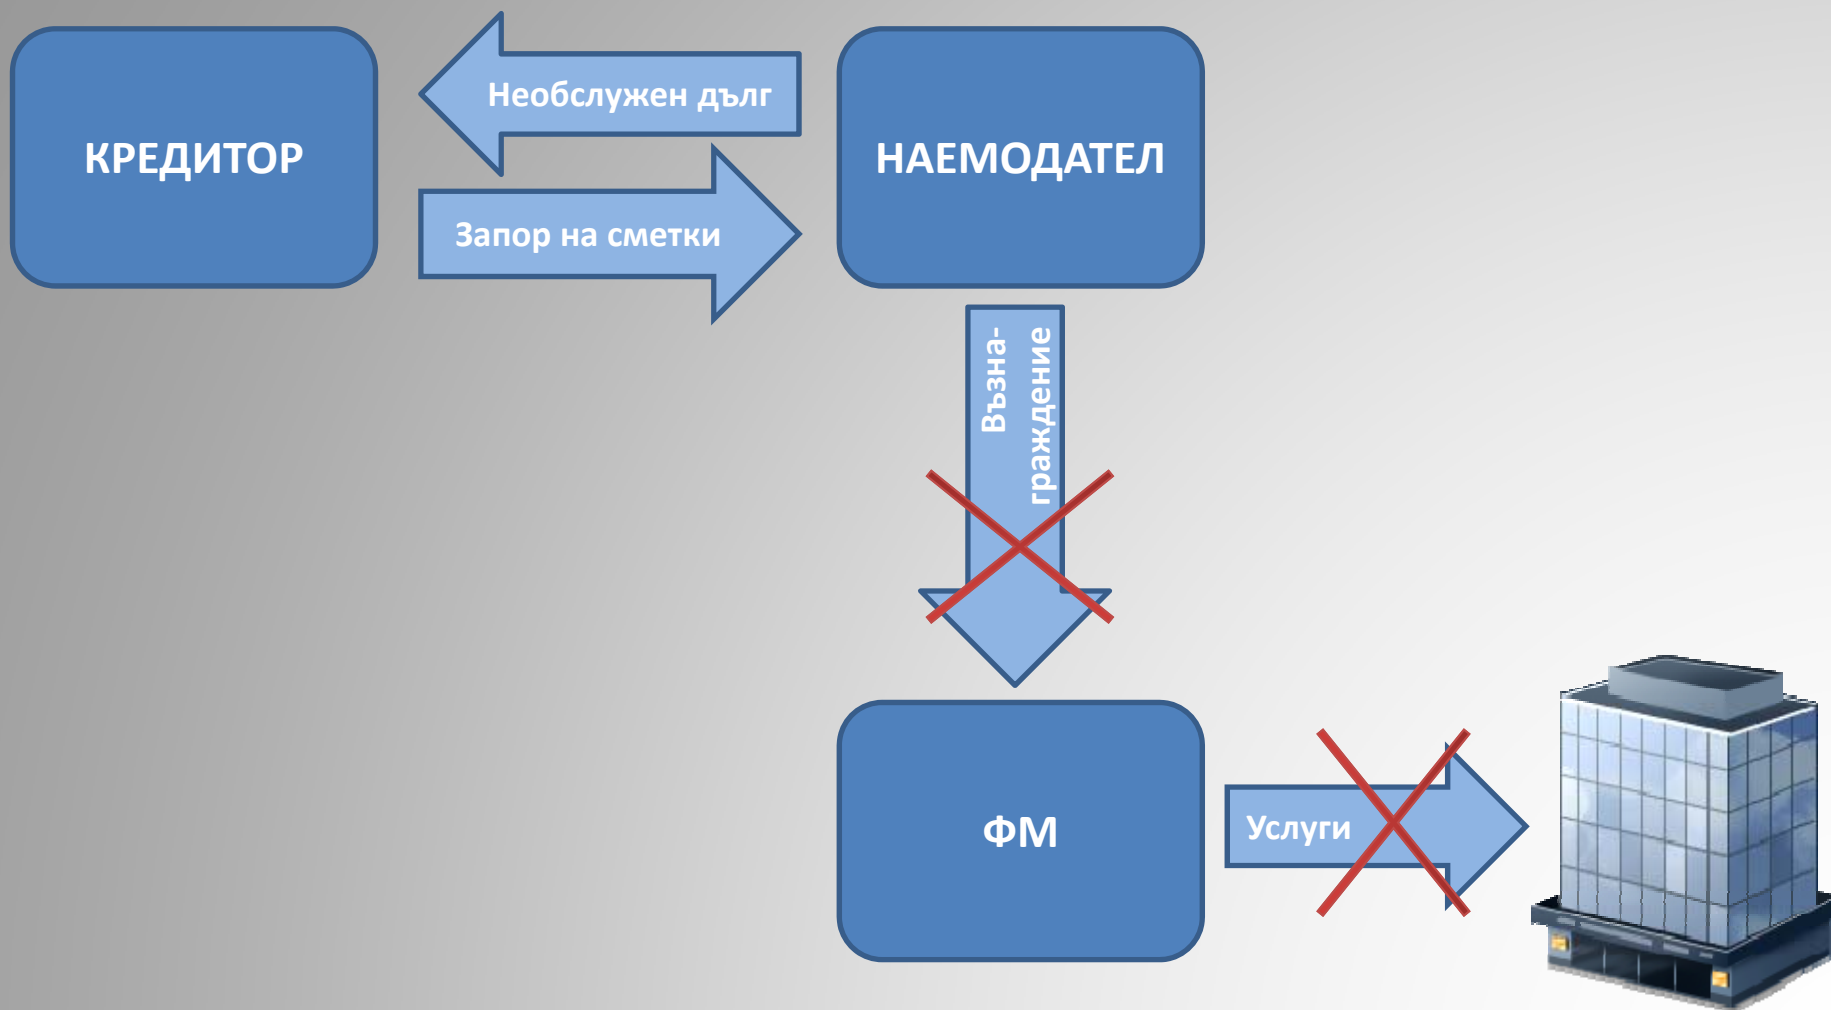 КРЕДИТОР
Необслужен дълг
Запор на сметки
НАЕМОДАТЕЛ
Възна-
граждение
ФМ
Услуги